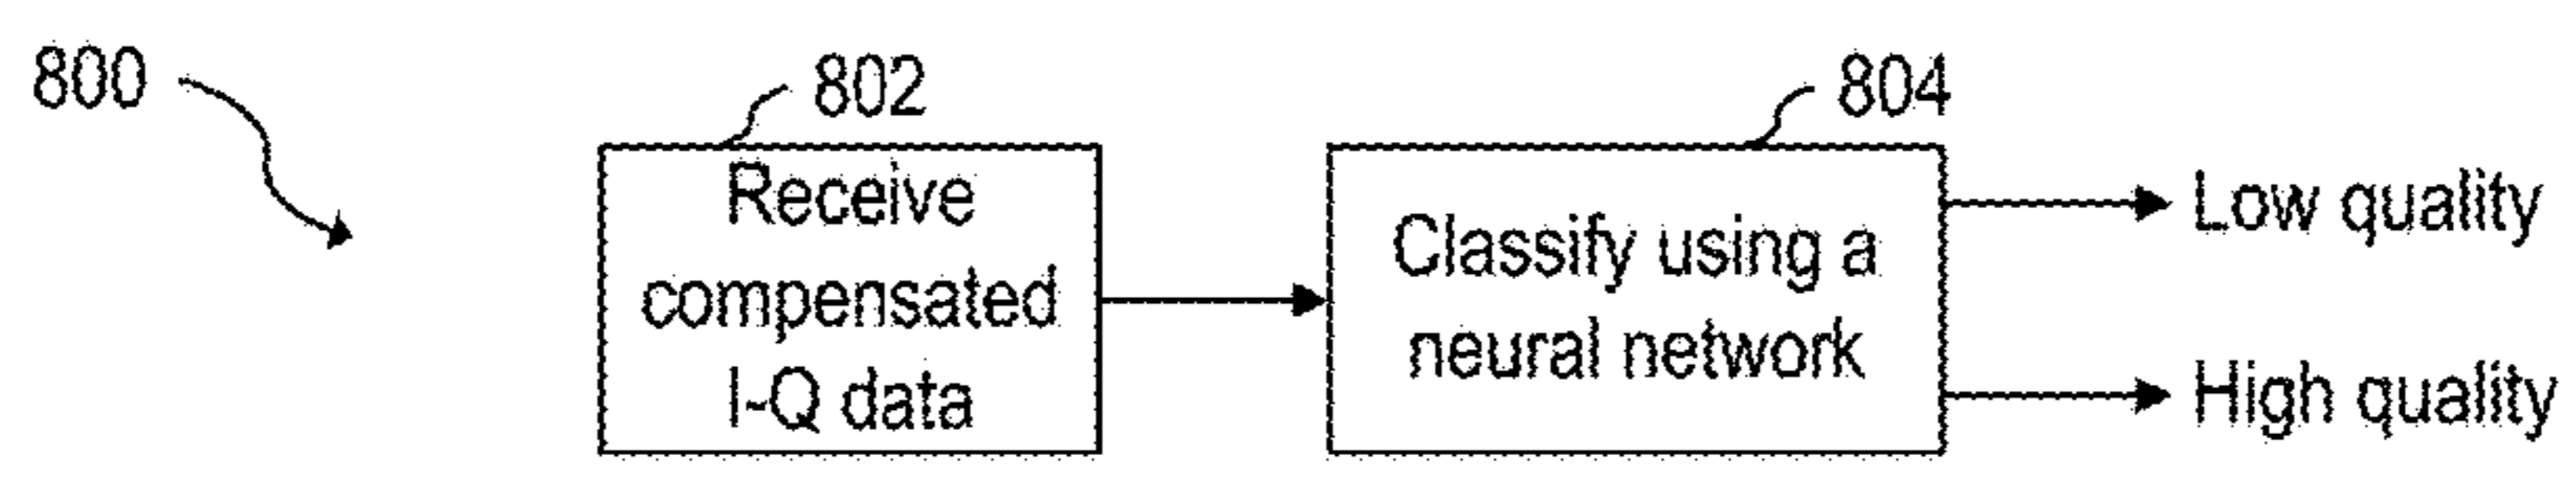 800
802
804
Receive
compensated
I-Q data
Classify using a
neural network
Low quality
High quality